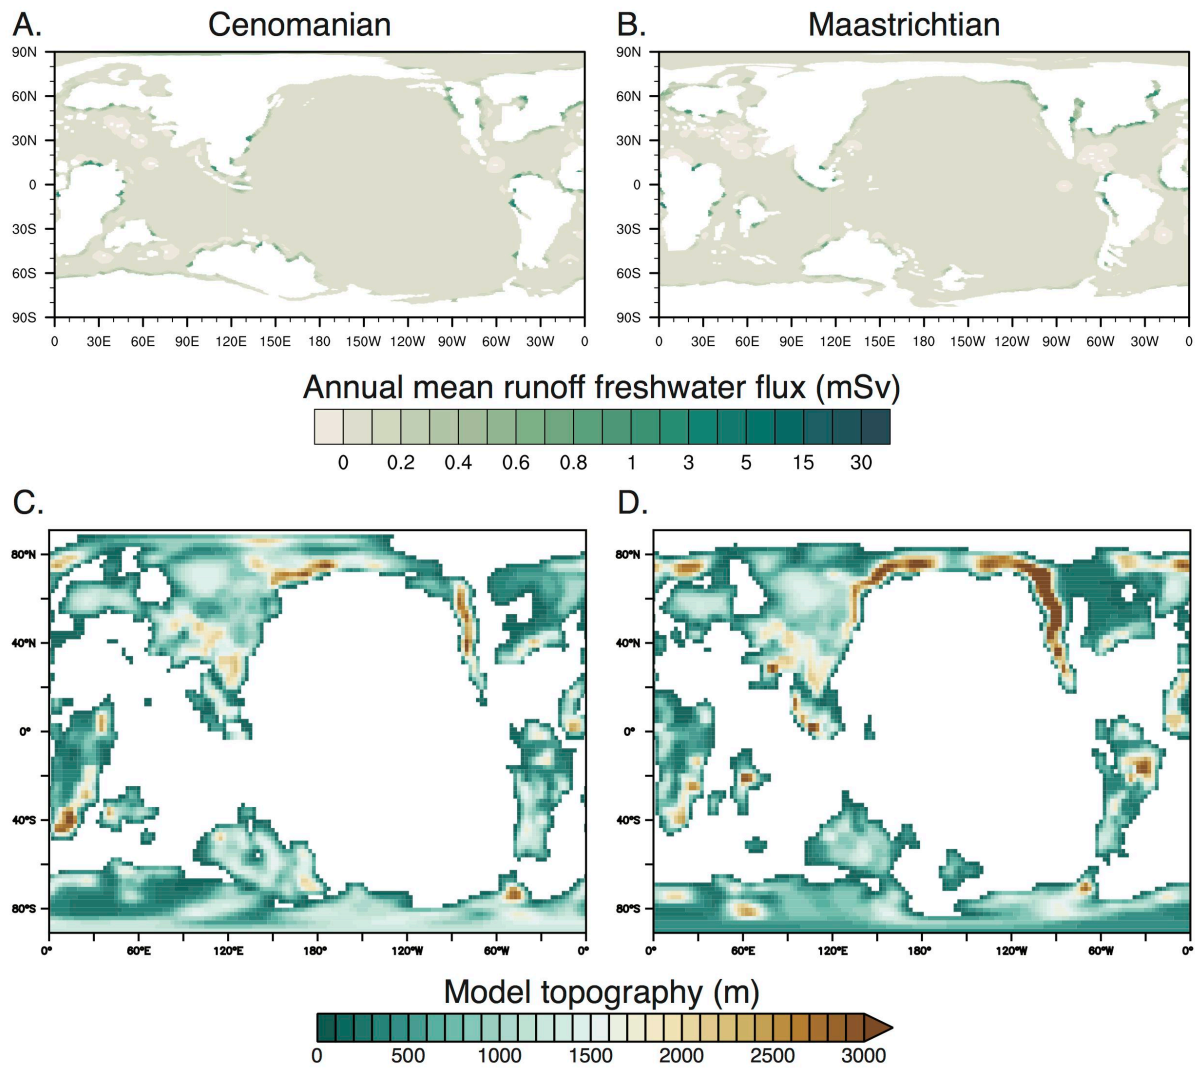 A. Cenomanian B. Maastrichtian
90N 90N
60N 60N
30N 30N
0 0
30S 30S
60S 60S
90S 90S
0 30E 60E 90E 120E 150E 180 150W 120W 90W 60W 30W 0 0 30E 60E 90E 120E 150E 180 150W 120W 90W 60W 30W 0
Annual mean runoff freshwater flux (mSv)
0 0.2 0.4 0.6 0.8 1 3 5 15 30
C. D.
80°N 80°N
40°N 40°N
0° 0°
40°S 40°S
80°S 80°S
0° 60°E 120°E 180° 120°W 60°W 0° 0° 60°E 120°E 180° 120°W 60°W 0°
Model topography (m)
0 500 1000 1500 2000 2500 3000